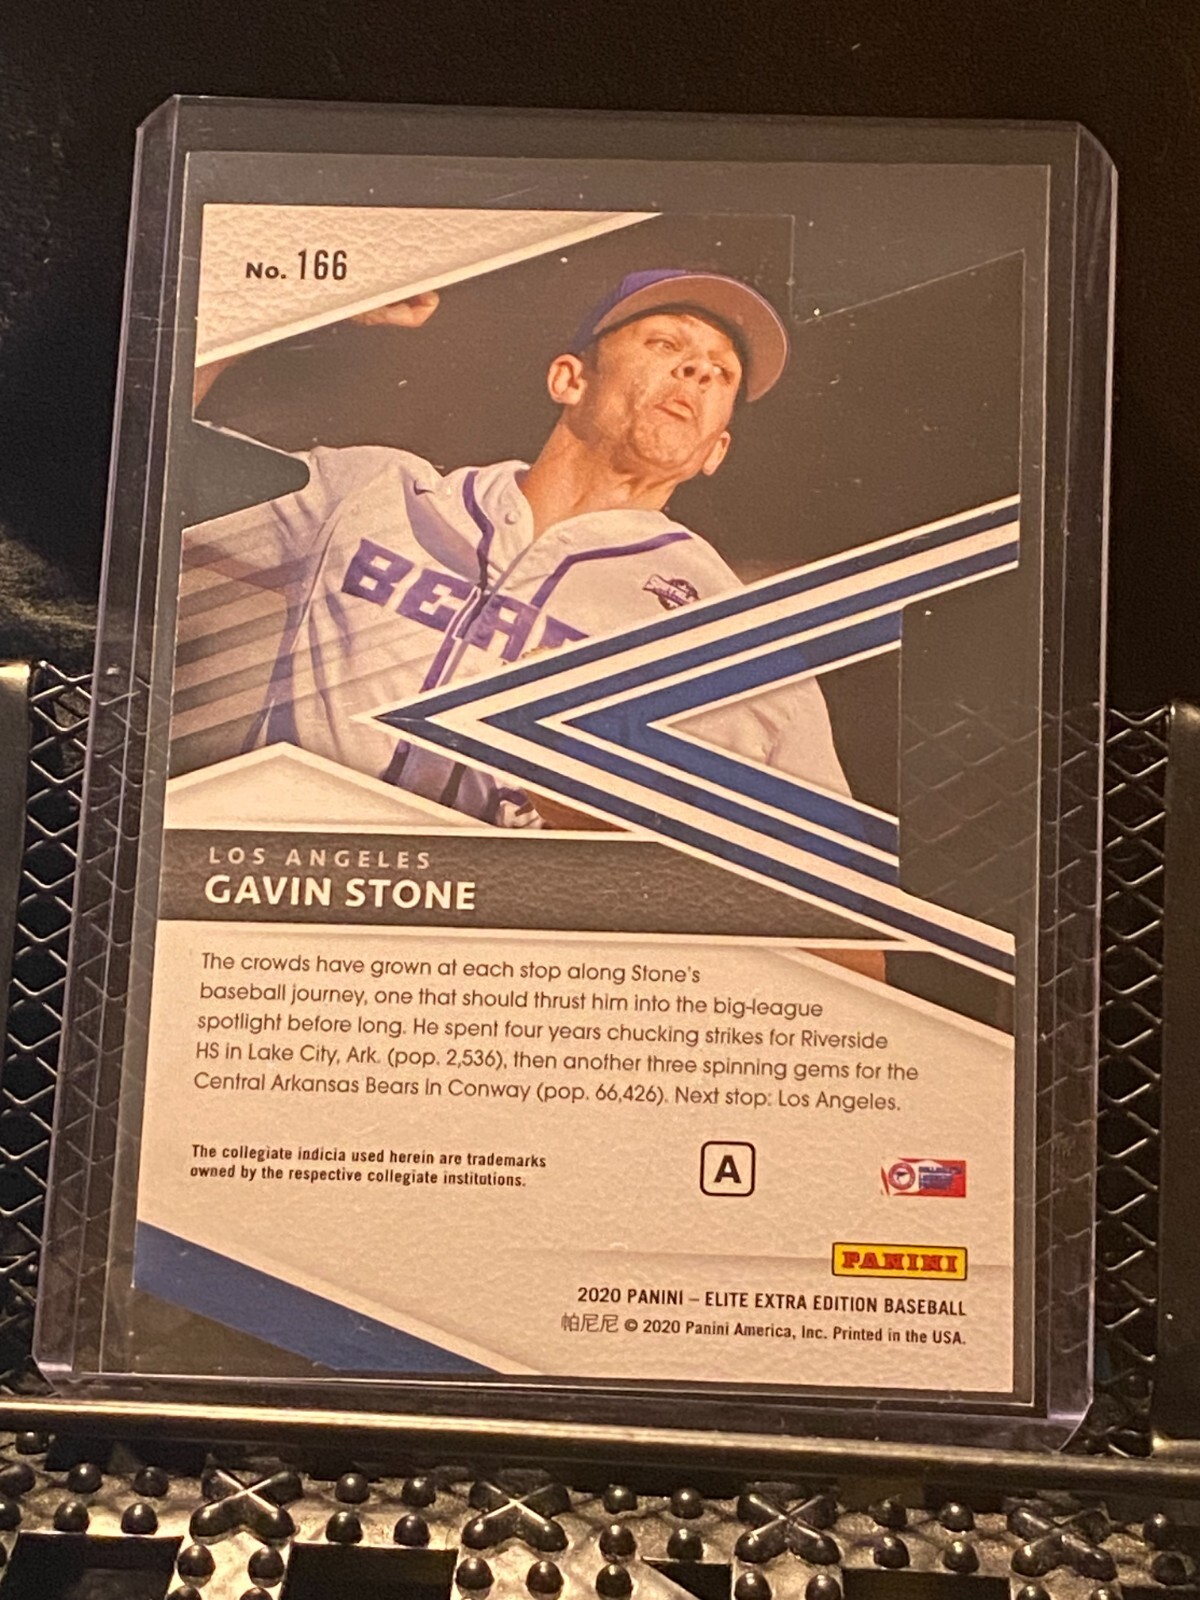 No. 166
LOS ANGELES
GAVIN STONE
The crowds have grown at each stop along Stone's
baseball journey, one that should thrust him into the big-league
spotlight before long. He spent four years chucking strikes for Riverside
HS in Lake City, Ark. (pop. 2,536), then another three spinning gems for the
Central Arkansas Bears in Conway (pop. 66,426). Next stop: Los Angeles.
The collegiate indicia used herein are trademarks
owned by the respective collegiate institutions.
A
PANINI
2020 PANINI – ELITE EXTRA EDITION BASEBALL
帕尼尼 © 2020 Panini America, Inc. Printed in the USA.